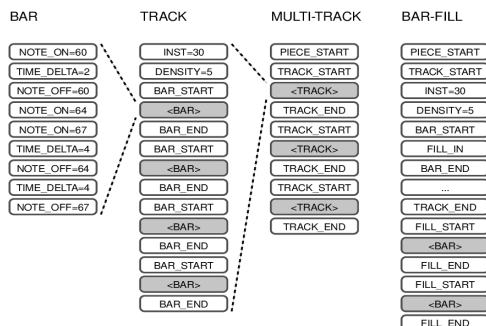 BAR
NOTE_ON=60
TIME_DELTA=2
NOTE_OFF=60
NOTE_ON=64
NOTE_ON=67
TIME_DELTA=4
NOTE_OFF=64
TIME_DELTA=4
NOTE_OFF=67
TRACK
INST=30
DENSITY=5
BAR_START
<BAR>
BAR_END
BAR_START
<BAR>
BAR_END
BAR_START
<BAR>
BAR_END
BAR_START
<BAR>
BAR_END
MULTI-TRACK
PIECE_START
TRACK_START
<TRACK>
TRACK_END
TRACK_START
<TRACK>
TRACK_END
TRACK_START
<TRACK>
TRACK_END
BAR-FILL
PIECE_START
TRACK_START
INST=30
DENSITY=5
BAR_START
FILL_IN
BAR_END
...
TRACK_END
FILL_START
<BAR>
FILL_END
FILL_START
<BAR>
FILL_END